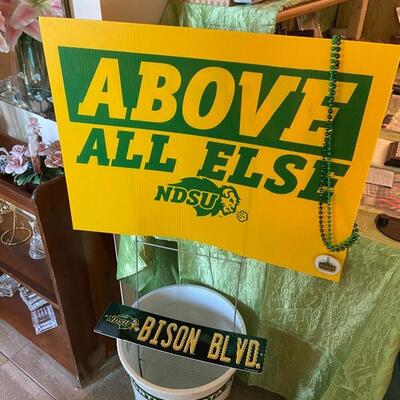 ABOVE
ALL ELSE
NDSU
NDSU BISON BLVD.